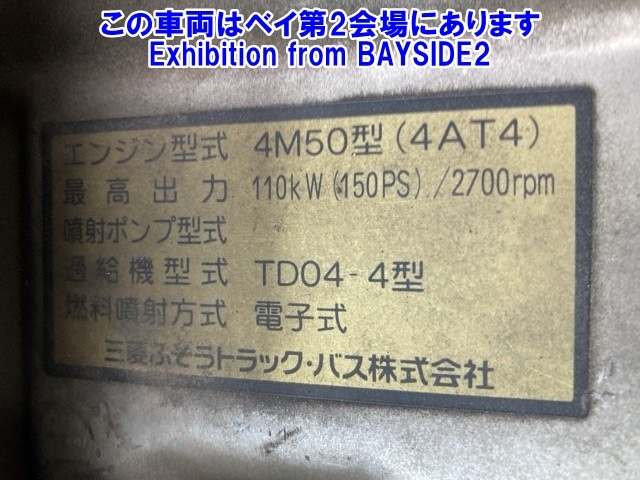 この車両はベイ第2会場にあります
Exhibition from BAYSIDE2
エンジン型式 4M50型(4AT4)
最高出力 110kW(150PS)/2700rpm
噴射ポンプ型式
過給機型式 TD04-4型
燃料噴射方式 電子式
三菱ふそうトラック・バス株式会社